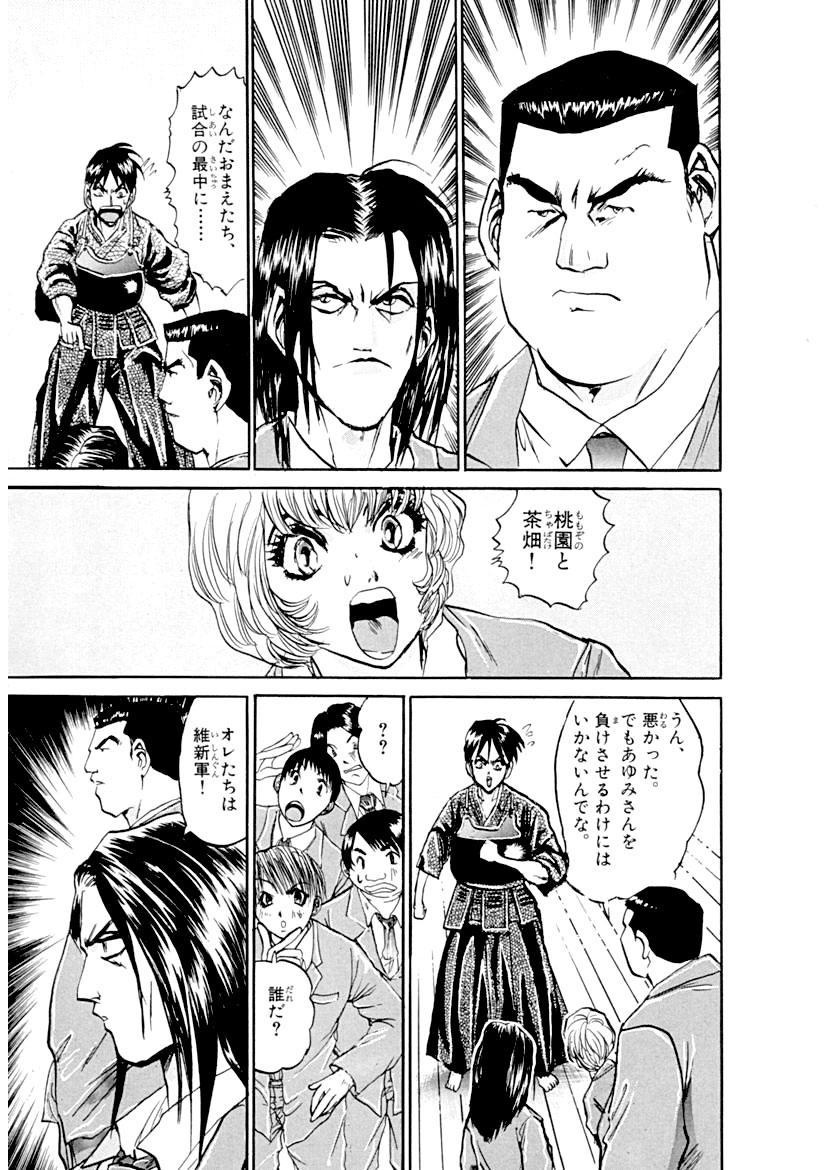 なんだおまえたち、
試合の最中に……
桃園と
茶畑！
うん、
悪かった。
でもあゆみさんを
負けさせるわけには
いかないんでな。
？？
誰だ？
オレたちは
維新軍！